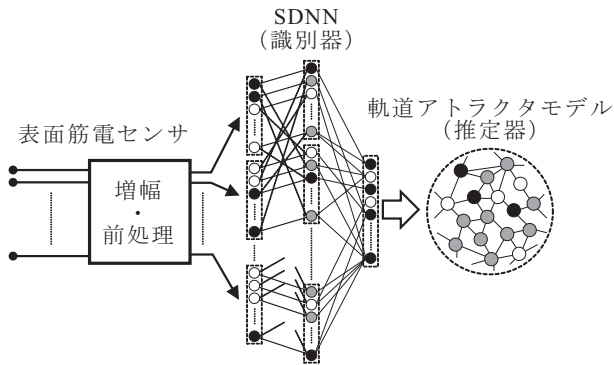 SDNN
(識別器)
軌道アトラクタモデル
(推定器)
表面筋電センサ
増幅
・
前処理